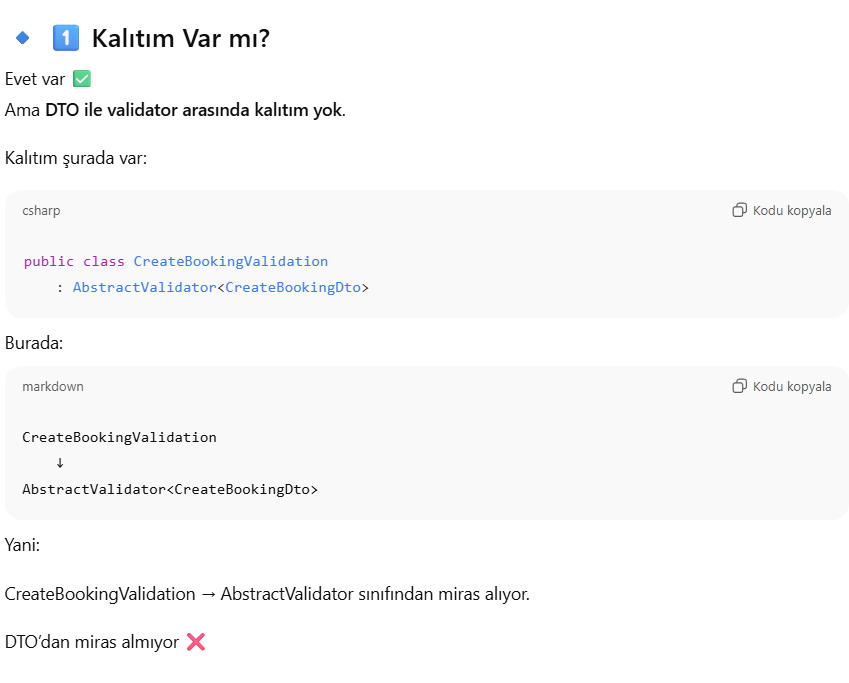 1 Kalıtım Var mı?
Evet var ✅
Ama DTO ile validator arasında kalıtım yok.
Kalıtım şurada var:
csharp Kodu kopyala
public class CreateBookingValidation
: AbstractValidator<CreateBookingDto>
Burada:
markdown Kodu kopyala
CreateBookingValidation
↓
AbstractValidator<CreateBookingDto>
Yani:
CreateBookingValidation → AbstractValidator sınıfından miras alıyor.
DTO’dan miras almıyor ❌